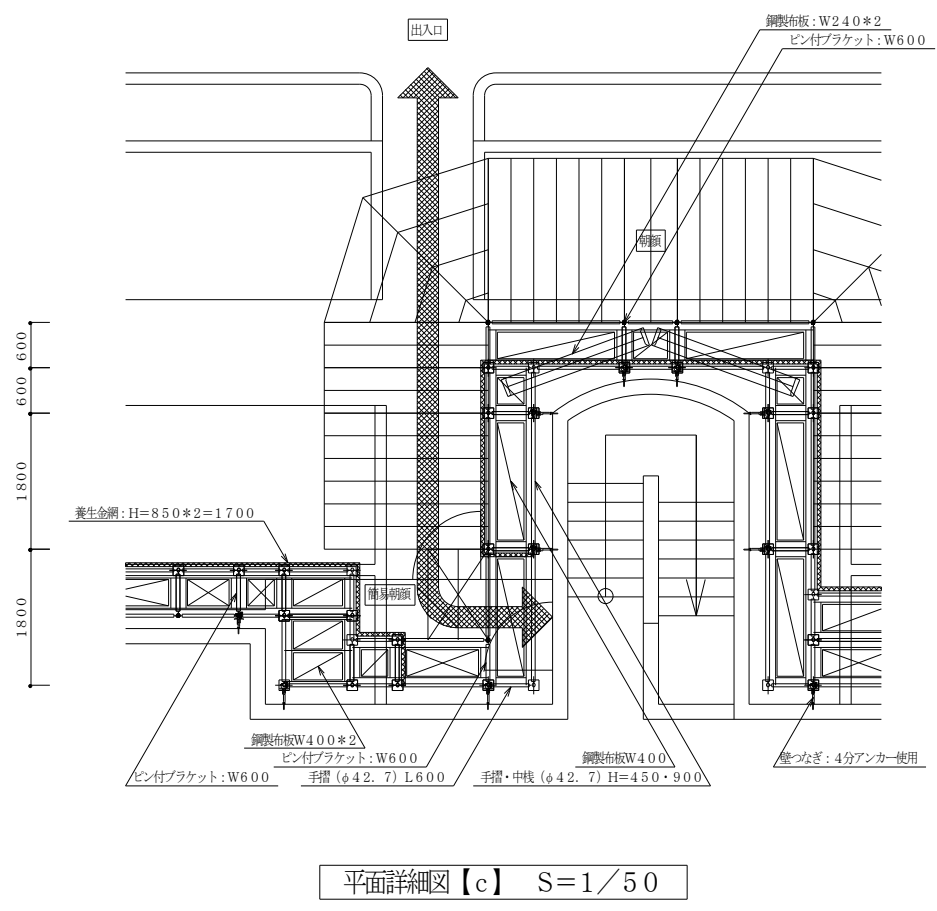 出入口
鋼製布板：W240*2
ピン付ブラケット：W600
朝顔
600
600
1800
1800
養生金網：H=850*2=1700
簡易朝顔
鋼製布板W400*2
ピン付ブラケット：W600
ピン付ブラケット：W600
手摺（φ42.7）L600
鋼製布板W400
手摺・中桟（φ42.7）H=450・900
壁つなぎ：4分アンカー使用
平面詳細図【c】　S=1／50